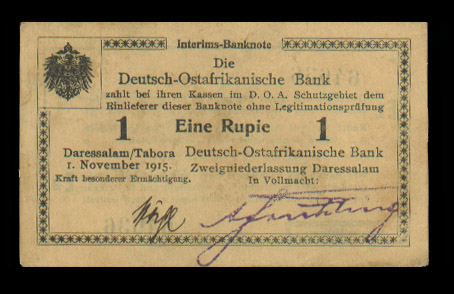 Interims-Banknote
Die
Deutsch-Ostafrikanische Bank
zahlt bei ihren Kassen im D. O. A. Schutzgebiet dem
Einlieferer dieser Banknote ohne Legitimationsprüfung
1 Eine Rupie 1
Daressalam/Tabora
1. November 1915.
Kraft besonderer Ermächtigung.
Deutsch-Ostafrikanische Bank
Zweigniederlassung Daressalam
In Vollmacht: